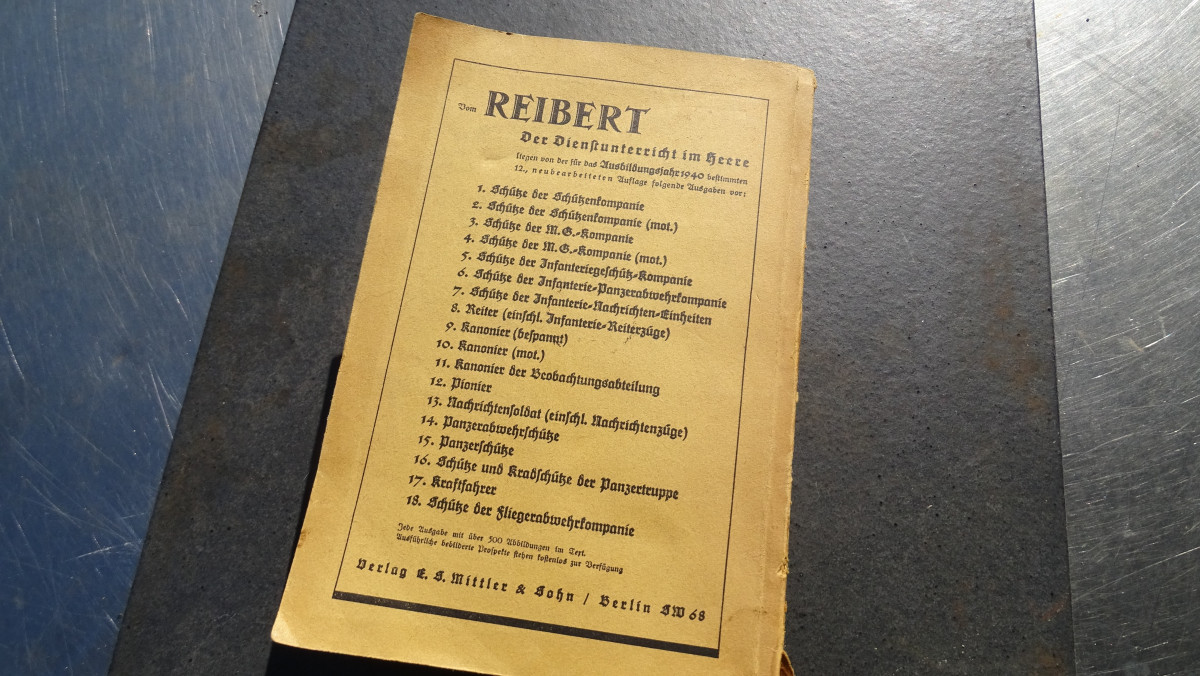 Vom REIBERT
Der Dienstunterricht im Heere
liegen von der für das Ausbildungsjahr 1940 bestimmten
12., neubearbeiteten Auflage folgende Ausgaben vor:
1. Schütze der Schützenkompanie
2. Schütze der Schützenkompanie (mot.)
3. Schütze der M.G.-Kompanie
4. Schütze der M.G.-Kompanie (mot.)
5. Schütze der Infanteriegeschütz-Kompanie
6. Schütze der Infanterie-Panzerabwehrkompanie
7. Schütze der Infanterie-Nachrichten-Einheiten
8. Reiter (einschl. Infanterie-Reiterzüge)
9. Kanonier (bespannt)
10. Kanonier (mot.)
11. Kanonier der Beobachtungsabteilung
12. Pionier
13. Nachrichtensoldat (einschl. Nachrichtenzüge)
14. Panzerabwehrschütze
15. Panzerschütze
16. Schütze und Kradschütze der Panzertruppe
17. Kraftfahrer
18. Schütze der Fliegerabwehrkompanie
Jede Ausgabe mit über 500 Abbildungen im Text.
Ausführliche bebilderte Prospekte stehen kostenlos zur Verfügung
Verlag E. S. Mittler & Sohn / Berlin SW 68